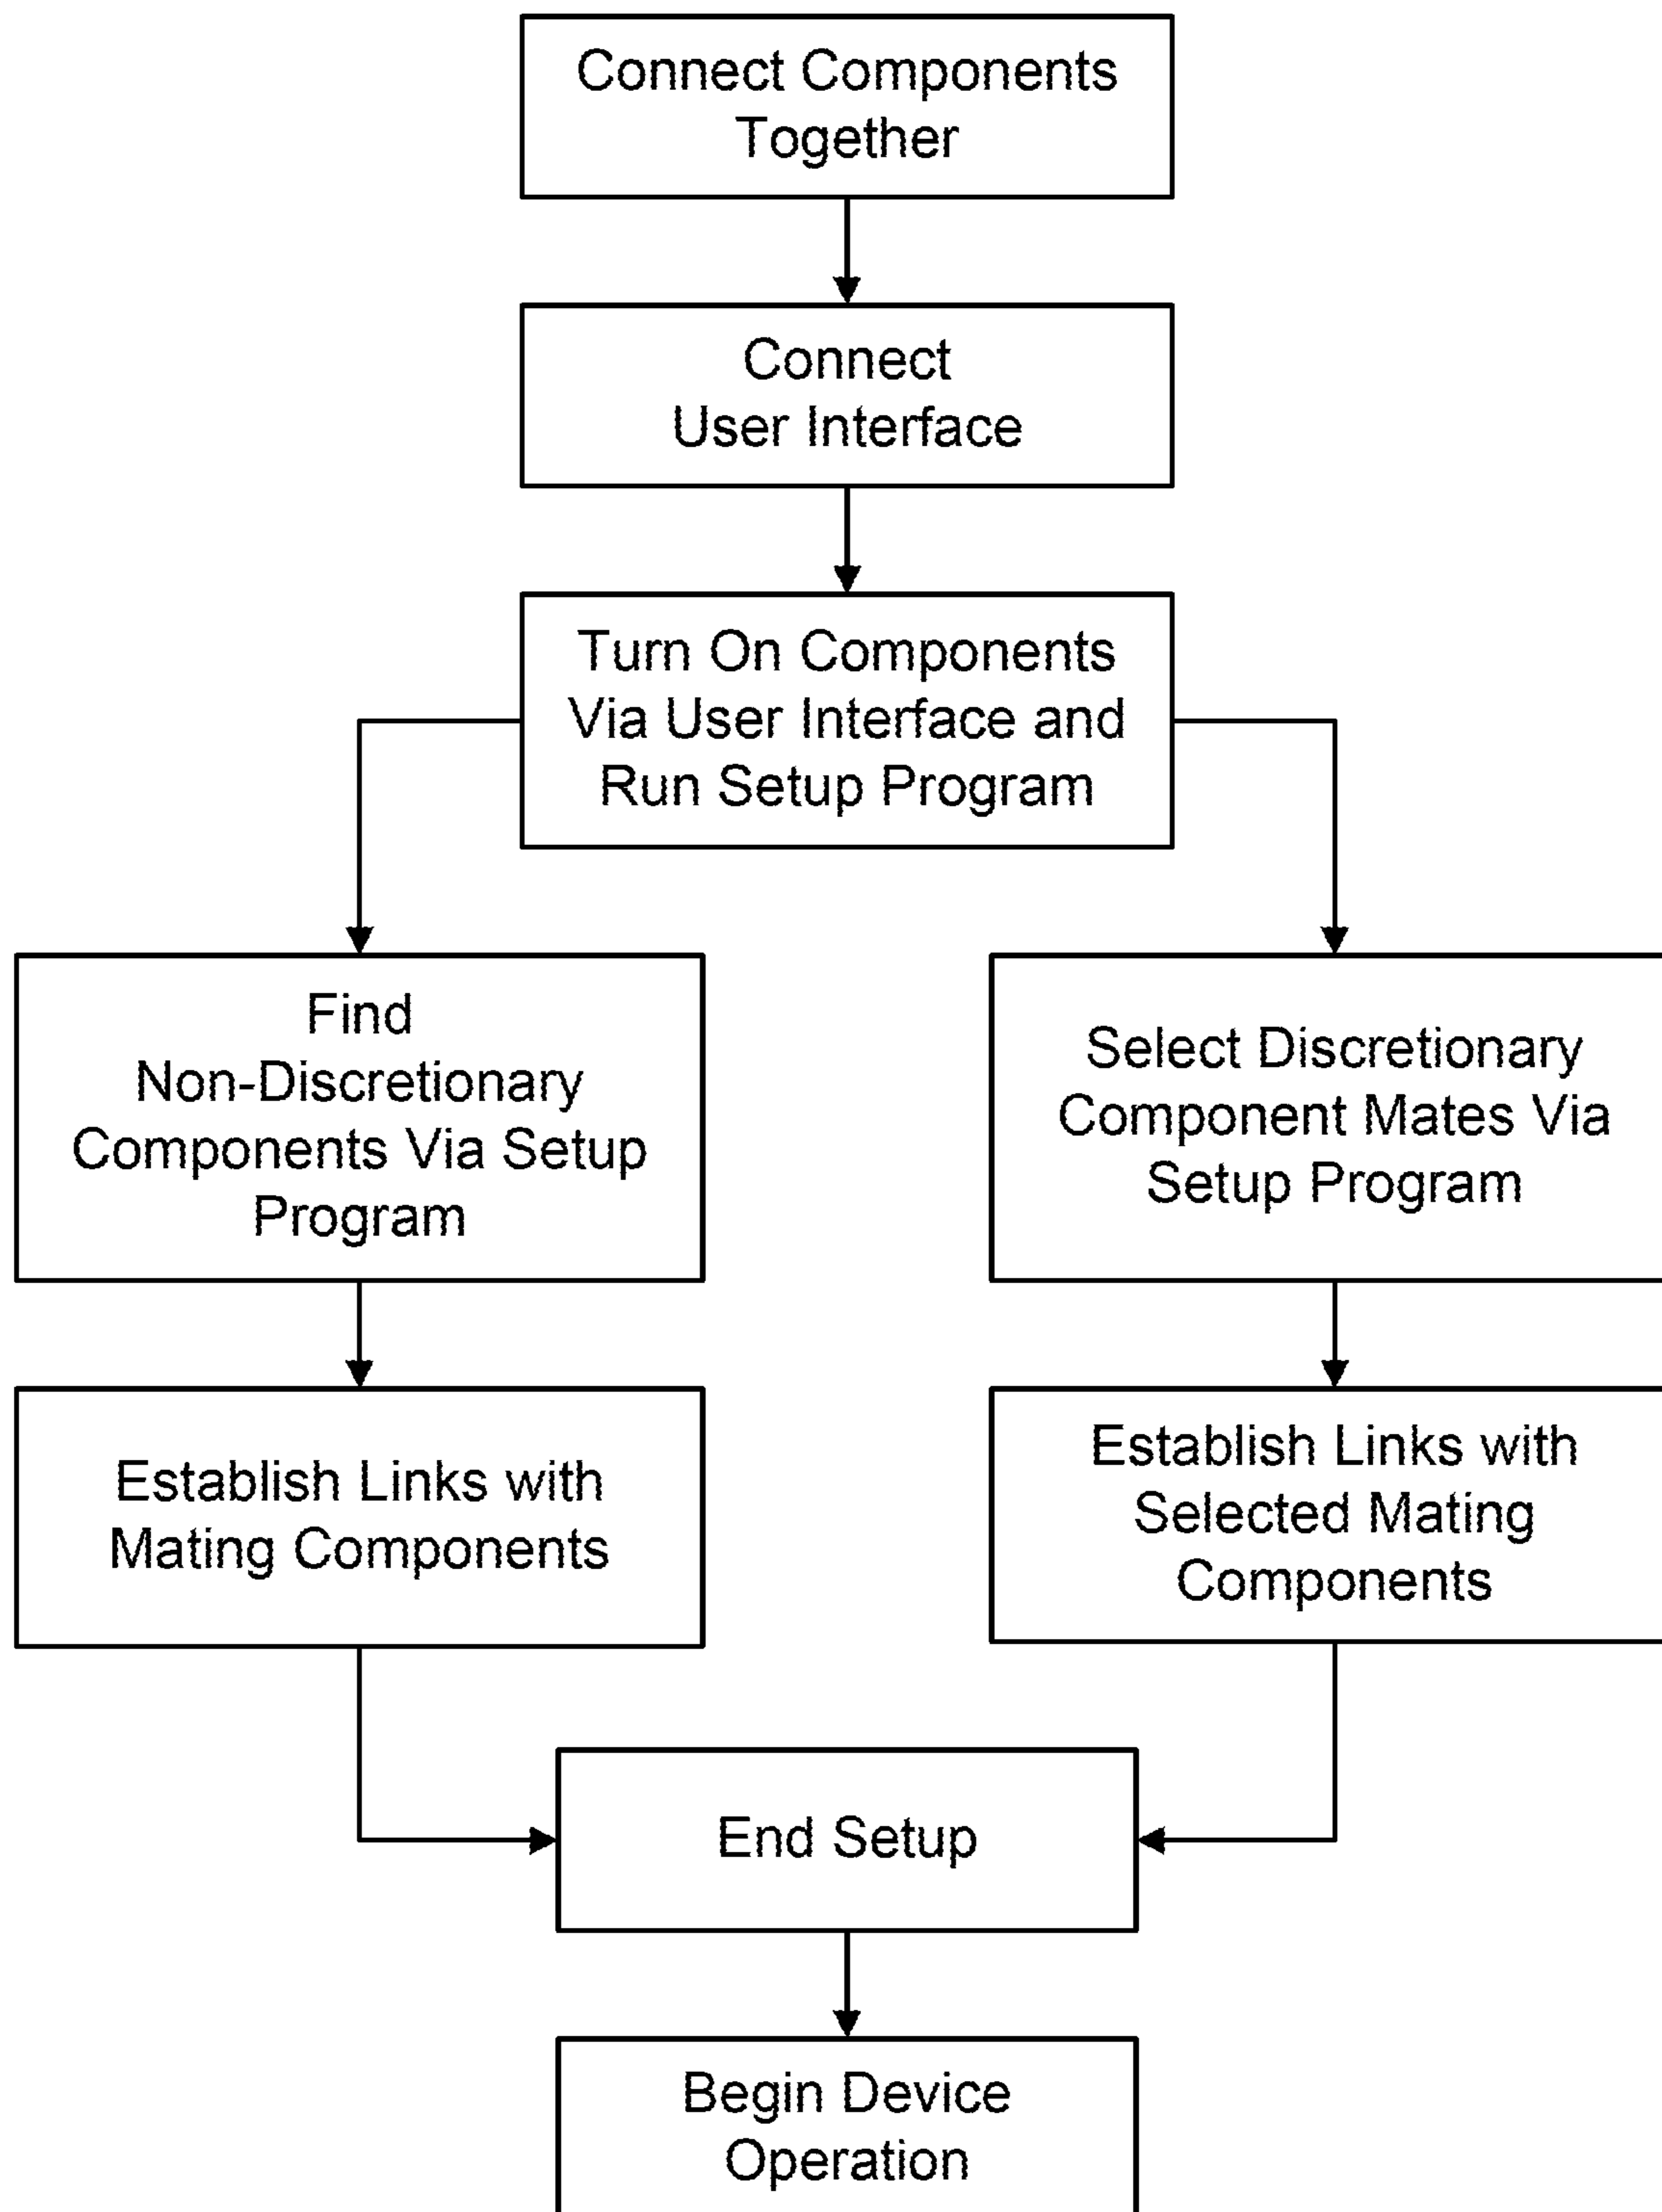 Connect Components
Together
Connect
User Interface
Turn On Components
Via User Interface and
Run Setup Program
Find
Non-Discretionary
Components Via Setup
Program
Select Discretionary
Component Mates Via
Setup Program
Establish Links with
Mating Components
Establish Links with
Selected Mating
Components
End Setup
Begin Device
Operation